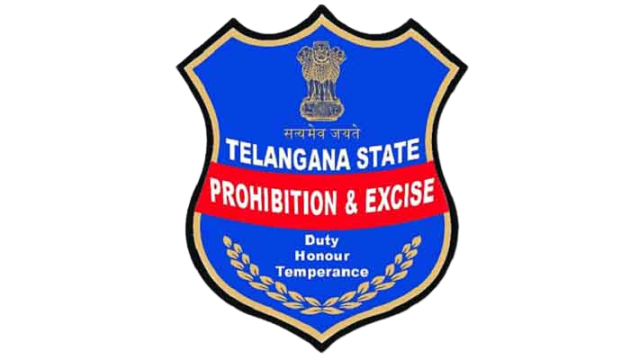 सत्यमेव जयते
TELANGANA STATE
PROHIBITION & EXCISE
Duty
Honour
Temperance